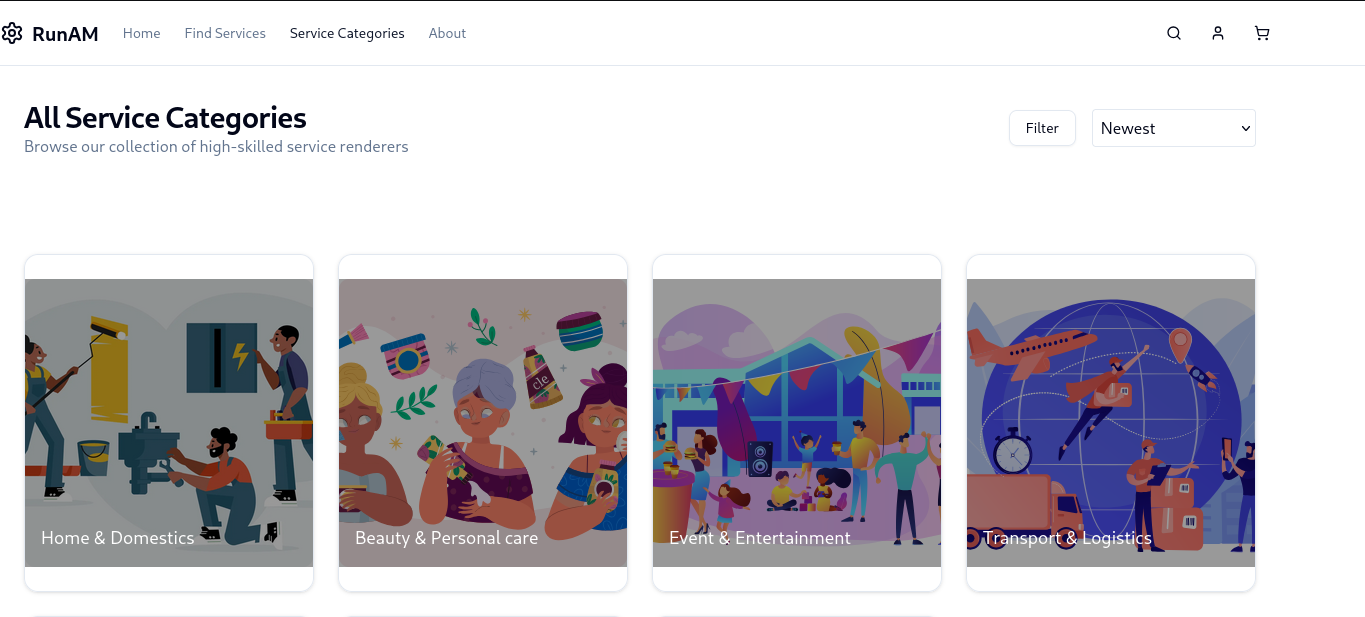 RunAM Home Find Services Service Categories About
All Service Categories
Browse our collection of high-skilled service renderers
Filter
Newest
cle
Home & Domestics
Beauty & Personal care
Event & Entertainment
Transport & Logistics